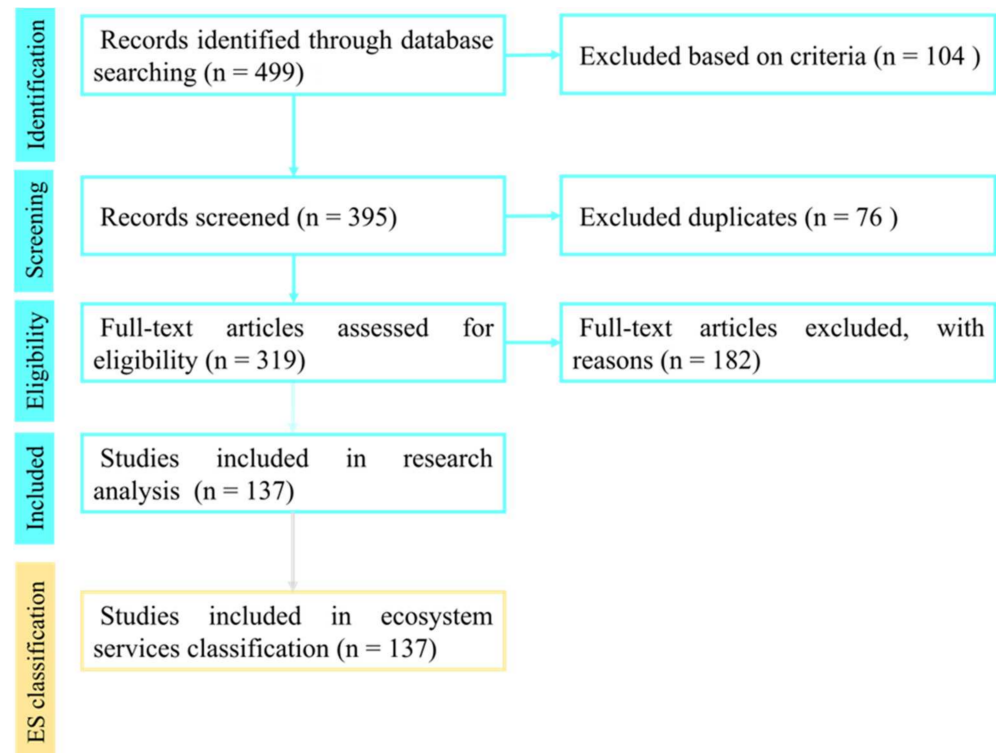 Identification
Records identified through database
searching (n = 499)
Excluded based on criteria (n = 104 )
Screening
Records screened (n = 395)
Excluded duplicates (n = 76 )
Eligibility
Full-text articles assessed for
eligibility (n = 319)
Full-text articles excluded, with
reasons (n = 182)
Included
Studies included in research
analysis (n = 137)
ES classification
Studies included in ecosystem
services classification (n = 137)